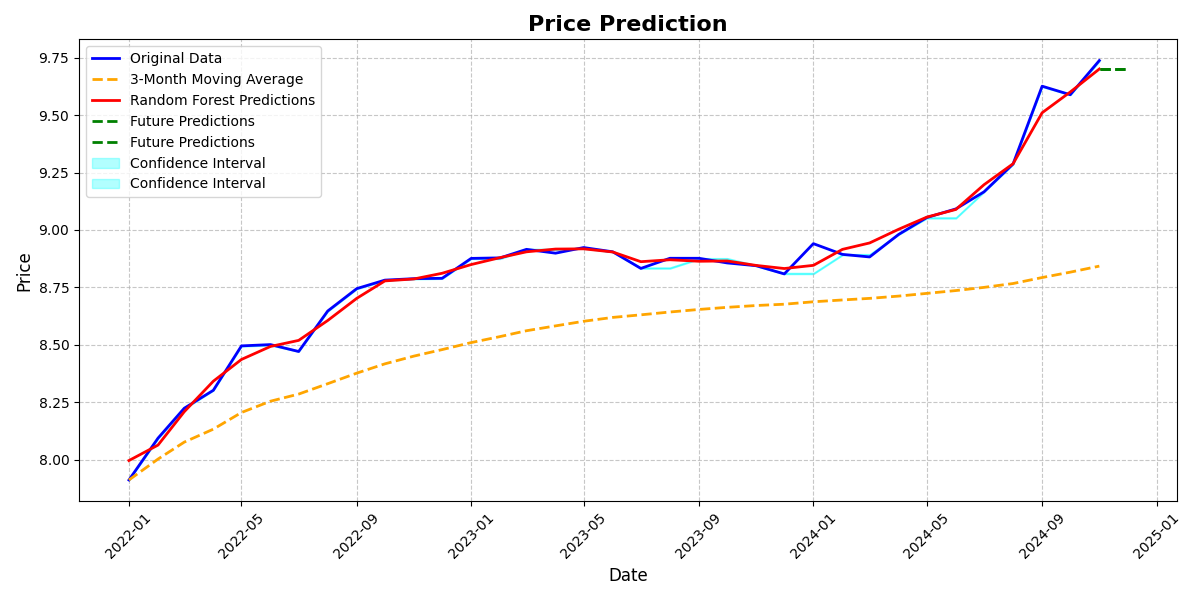 Price Prediction
Original Data
3-Month Moving Average
Random Forest Predictions
Future Predictions
Future Predictions
Confidence Interval
Confidence Interval
Price
9.75
9.50
9.25
9.00
8.75
8.50
8.25
8.00
2022-01
2022-05
2022-09
2023-01
2023-05
2023-09
2024-01
2024-05
2024-09
2025-01
Date